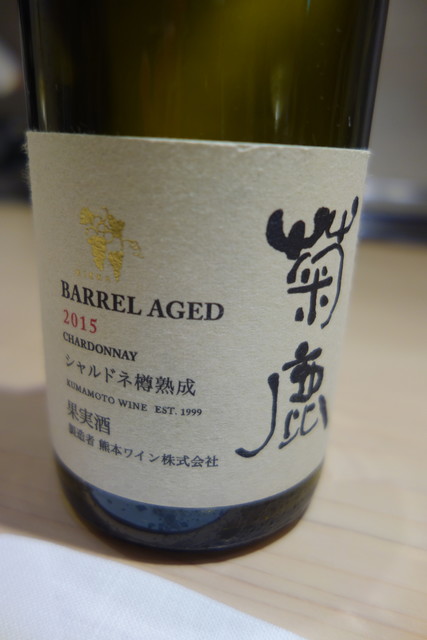 BARREL AGED
2015
CHARDONNAY
シャルドネ樽熟成
KUMAMOTO WINE EST. 1999
果実酒
製造者 熊本ワイン株式会社
菊鹿